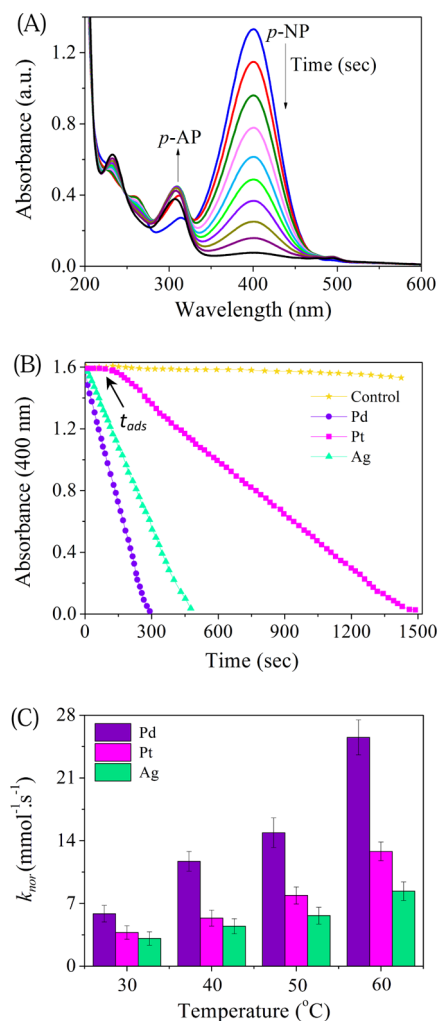 (A)
p-NP
Time (sec)
p-AP
Absorbance (a.u.)
1.2
0.8
0.4
0.0
200 300 400 500 600
Wavelength (nm)
(B)
Absorbance (400 nm)
1.6
1.2
0.8
0.4
0.0
t_ads
Control
Pd
Pt
Ag
0 300 600 900 1200 1500
Time (sec)
(C)
k_nor (mmol⁻¹.s⁻¹)
28
21
14
7
0
Pd
Pt
Ag
30 40 50 60
Temperature (°C)